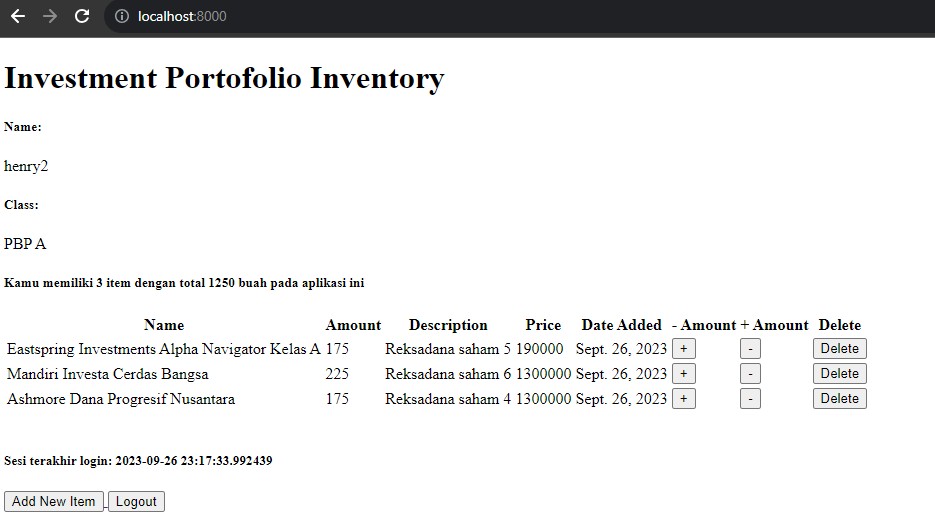 localhost:8000
Investment Portofolio Inventory
Name:
henry2
Class:
PBP A
Kamu memiliki 3 item dengan total 1250 buah pada aplikasi ini
Name Amount Description Price Date Added - Amount + Amount Delete
Eastspring Investments Alpha Navigator Kelas A 175 Reksadana saham 5 190000 Sept. 26, 2023 + - Delete
Mandiri Investa Cerdas Bangsa 225 Reksadana saham 6 1300000 Sept. 26, 2023 + - Delete
Ashmore Dana Progresif Nusantara 175 Reksadana saham 4 1300000 Sept. 26, 2023 + - Delete
Sesi terakhir login: 2023-09-26 23:17:33.992439
Add New Item Logout